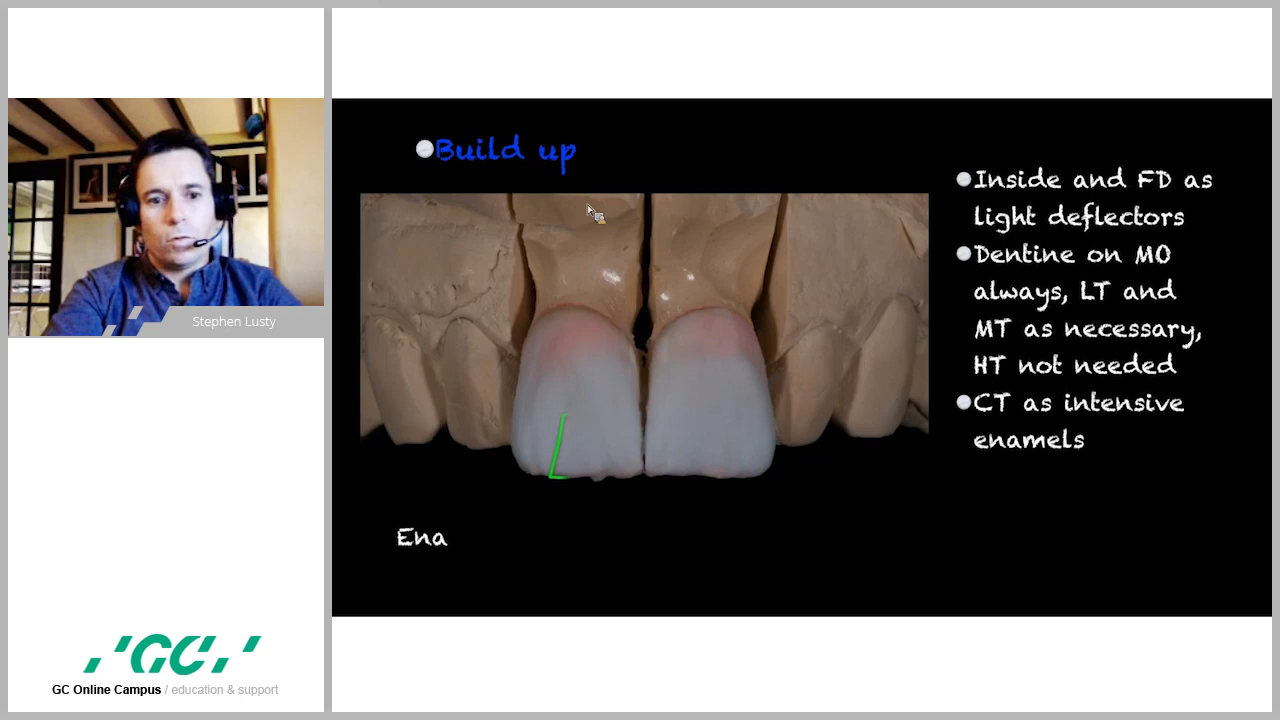 Build up
Inside and FD as
light deflectors
Dentine on MO
always, LT and
MT as necessary,
HT not needed
CT as intensive
enamels
Ena
Stephen Lusty
GC
GC Online Campus / education & support